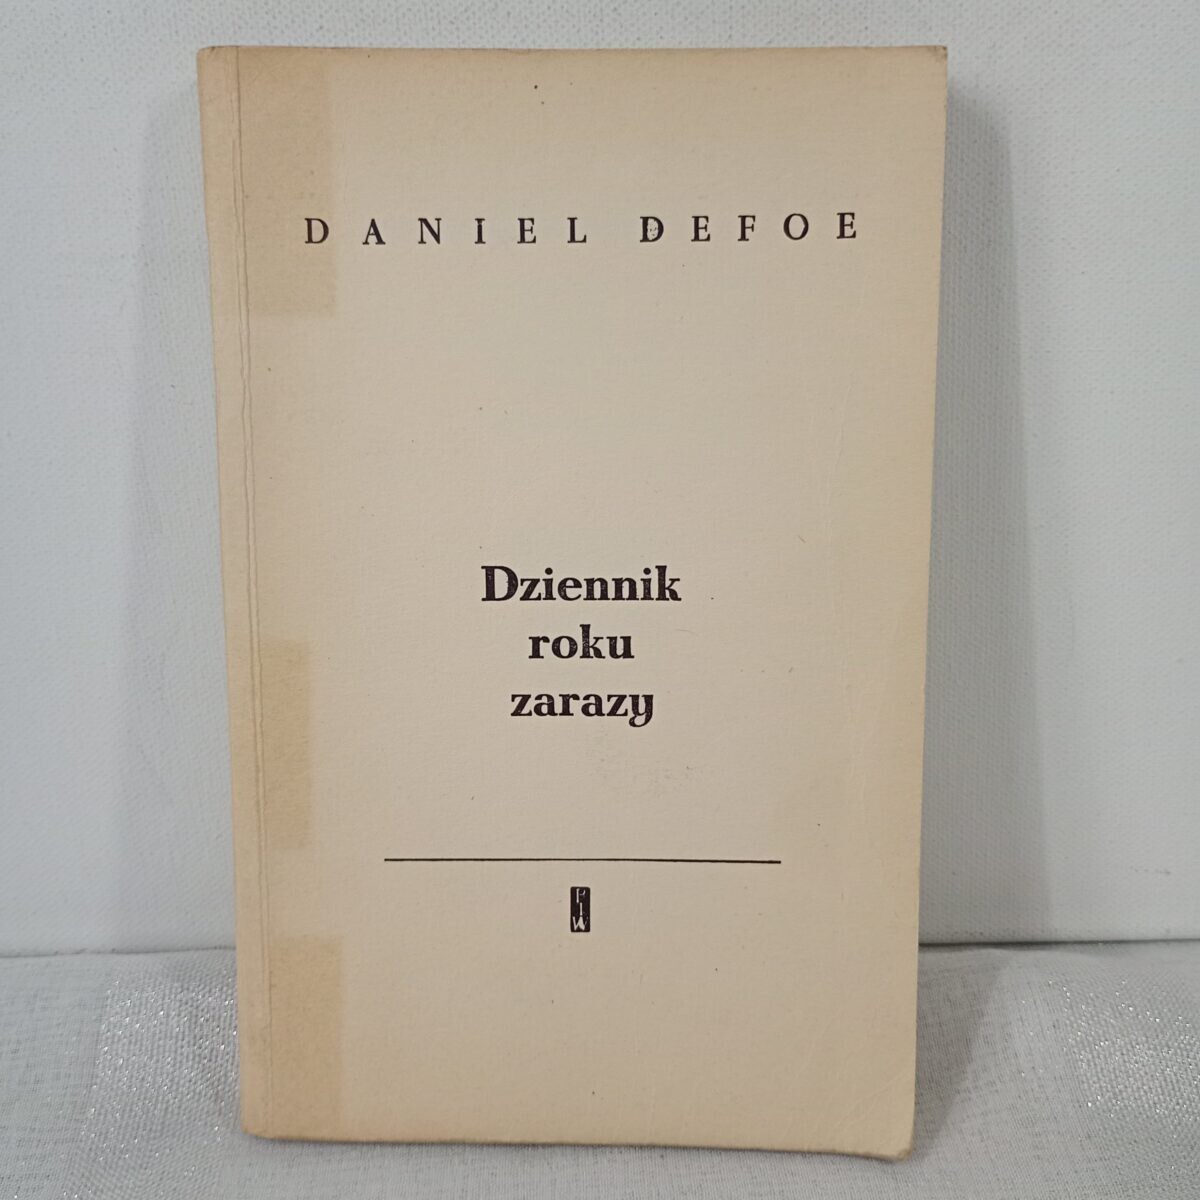 DANIEL DEFOE
Dziennik
roku
zarazy
PIW